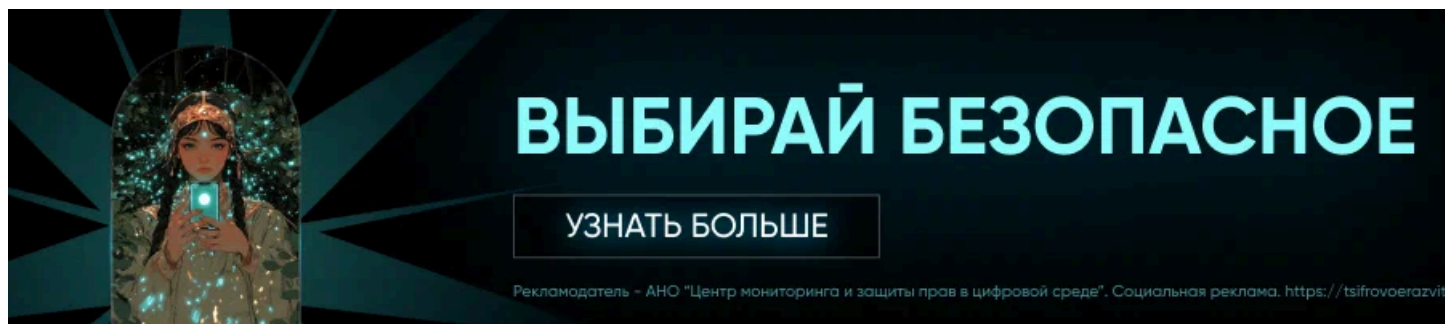 ВЫБИРАЙ БЕЗОПАСНОЕ
УЗНАТЬ БОЛЬШЕ
Рекламодатель - АНО "Центр мониторинга и защиты прав в цифровой среде". Социальная реклама. https://tsifrovoerazvit